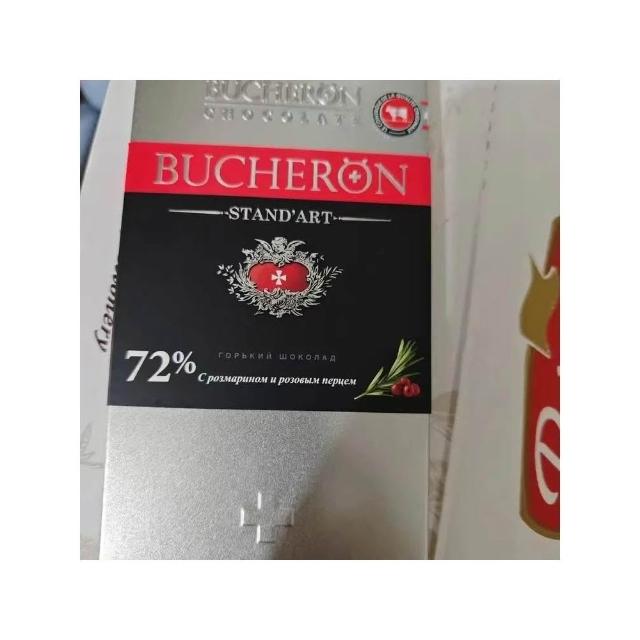 BUCHERON
CHOCOLATE
BUCHERON
STAND'ART
72%
ГОРЬКИЙ ШОКОЛАД
С розмарином и розовым перцем